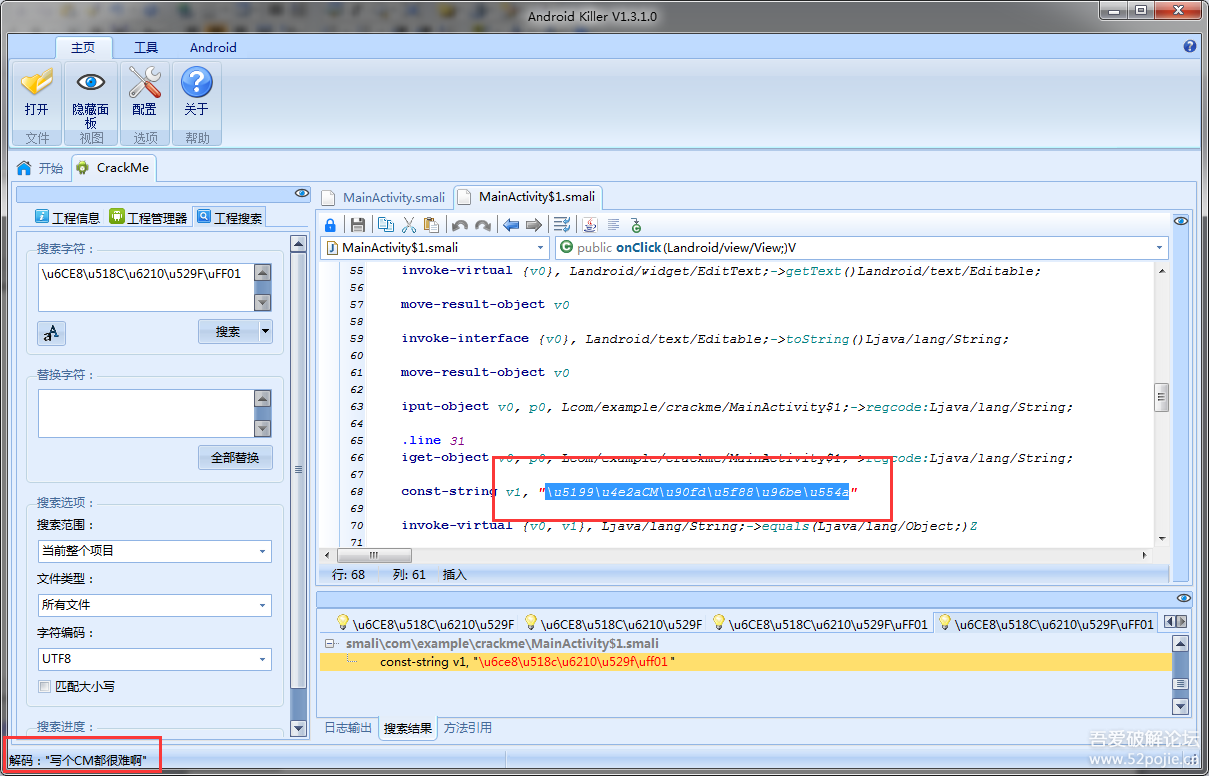 Android Killer V1.3.1.0
主页 工具 Android
打开 隐藏面板 配置 关于
文件 视图 选项 帮助
开始 CrackMe
工程信息 工程管理器 工程搜索
搜索字符：
\u6CE8\u518C\u6210\u529F\uFF01
搜索
替换字符：
全部替换
搜索选项：
搜索范围：
当前整个项目
文件类型：
所有文件
字符编码：
UTF8
匹配大小写
搜索进度：
MainActivity.smali MainActivity$1.smali
MainActivity$1.smali public onClick(Landroid/view/View;)V
55 invoke-virtual {v0}, Landroid/widget/EditText;->getText()Landroid/text/Editable;
56
57 move-result-object v0
58
59 invoke-interface {v0}, Landroid/text/Editable;->toString()Ljava/lang/String;
60
61 move-result-object v0
62
63 iput-object v0, p0, Lcom/example/crackme/MainActivity$1;->regcode:Ljava/lang/String;
64
65 .line 31
66 iget-object v0, p0, Lcom/example/crackme/MainActivity$1;->regcode:Ljava/lang/String;
67
68 const-string v1, "\u5199\u4e2aCM\u90fd\u5f88\u96be\u554a"
69
70 invoke-virtual {v0, v1}, Ljava/lang/String;->equals(Ljava/lang/Object;)Z
71
行: 68 列: 61 插入
\u6CE8\u518C\u6210\u529F \u6CE8\u518C\u6210\u529F \u6CE8\u518C\u6210\u529F\uFF01 \u6CE8\u518C\u6210\u529F\uFF01
smali\com\example\crackme\MainActivity$1.smali
const-string v1, "\u6ce8\u518c\u6210\u529f\uff01"
日志输出 搜索结果 方法引用
解码："写个CM都很难啊"
吾爱破解论坛
www.52pojie.cn